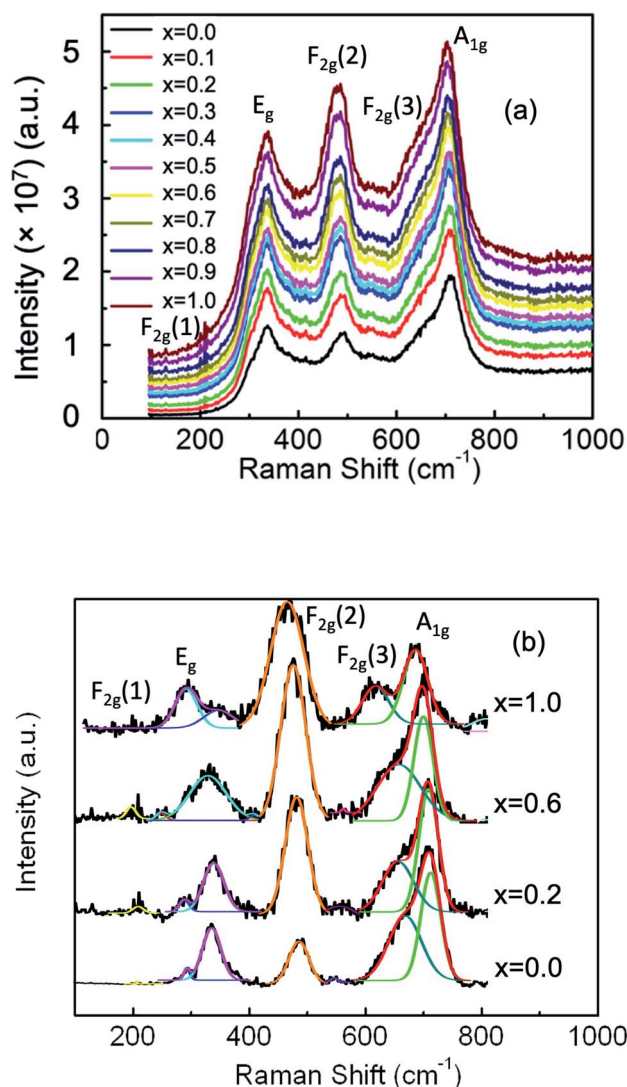 x=0.0
x=0.1
x=0.2
x=0.3
x=0.4
x=0.5
x=0.6
x=0.7
x=0.8
x=0.9
x=1.0
F2g(1)
Eg
F2g(2)
F2g(3)
A1g
(a)
5
4
3
2
1
0
Intensity (× 10⁷) (a.u.)
0 200 400 600 800 1000
Raman Shift (cm⁻¹)
F2g(1)
Eg
F2g(2)
F2g(3)
A1g
(b)
x=1.0
x=0.6
x=0.2
x=0.0
Intensity (a.u.)
200 400 600 800 1000
Raman Shift (cm⁻¹)